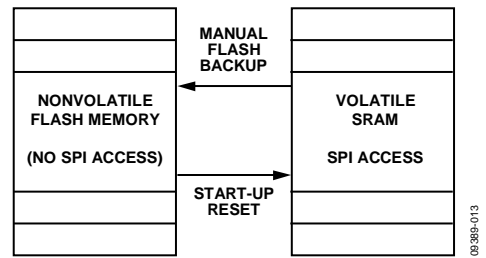 MANUAL
FLASH
BACKUP
NONVOLATILE
FLASH MEMORY
(NO SPI ACCESS)
VOLATILE
SRAM
SPI ACCESS
START-UP
RESET
09389-013